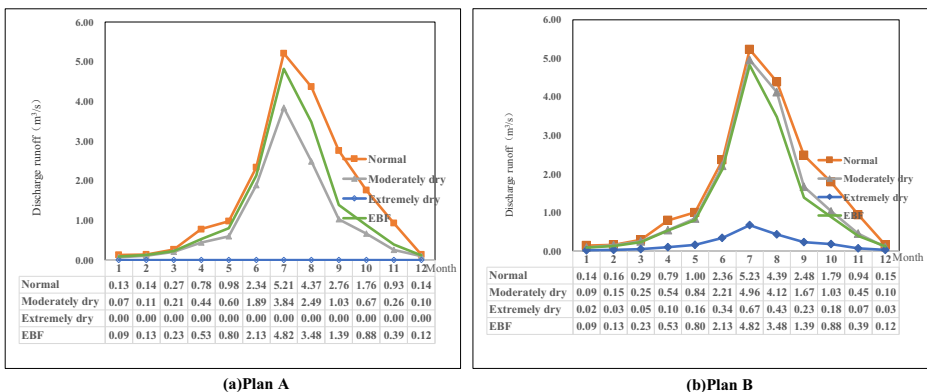 6.00
5.00
4.00
3.00
2.00
1.00
0.00
Discharge runoff（m³/s）
Normal
Moderately dry
Extremely dry
EBF
1 2 3 4 5 6 7 8 9 10 11 12 Month
Normal 0.13 0.14 0.27 0.78 0.98 2.34 5.21 4.37 2.76 1.76 0.93 0.14
Moderately dry 0.07 0.11 0.21 0.44 0.60 1.89 3.84 2.49 1.03 0.67 0.26 0.10
Extremely dry 0.00 0.00 0.00 0.00 0.00 0.00 0.00 0.00 0.00 0.00 0.00 0.00
EBF 0.09 0.13 0.23 0.53 0.80 2.13 4.82 3.48 1.39 0.88 0.39 0.12
(a)Plan A
6.00
5.00
4.00
3.00
2.00
1.00
0.00
Discharge runoff（m³/s）
Normal
Moderately dry
Extremely dry
EBF
1 2 3 4 5 6 7 8 9 10 11 12 Month
Normal 0.14 0.16 0.29 0.79 1.00 2.36 5.23 4.39 2.48 1.79 0.94 0.15
Moderately dry 0.09 0.15 0.25 0.54 0.84 2.21 4.96 4.12 1.67 1.03 0.45 0.10
Extremely dry 0.02 0.03 0.05 0.10 0.16 0.34 0.67 0.43 0.23 0.18 0.07 0.03
EBF 0.09 0.13 0.23 0.53 0.80 2.13 4.82 3.48 1.39 0.88 0.39 0.12
(b)Plan B